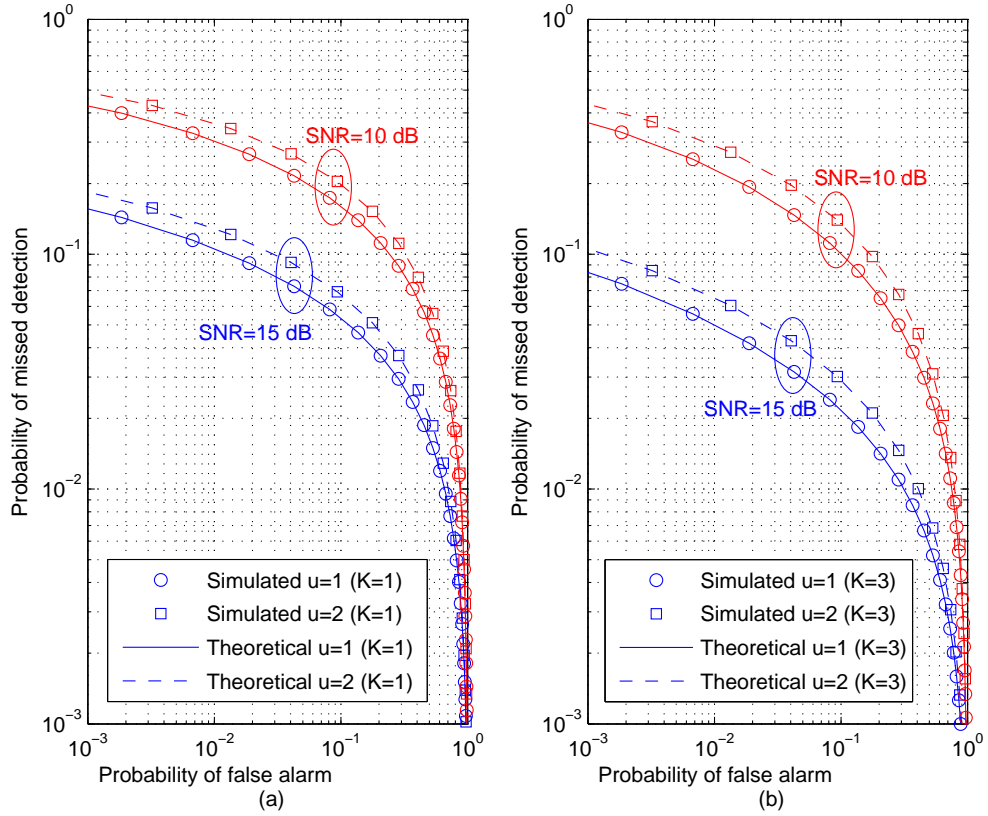 10^0
10^−1
10^−2
10^−3
10^−3
10^−2
10^−1
10^0
Probability of missed detection
Probability of false alarm
SNR=10 dB
SNR=15 dB
Simulated u=1 (K=1)
Simulated u=2 (K=1)
Theoretical u=1 (K=1)
Theoretical u=2 (K=1)
(a)
10^0
10^−1
10^−2
10^−3
10^−3
10^−2
10^−1
10^0
Probability of missed detection
Probability of false alarm
SNR=10 dB
SNR=15 dB
Simulated u=1 (K=3)
Simulated u=2 (K=3)
Theoretical u=1 (K=3)
Theoretical u=2 (K=3)
(b)